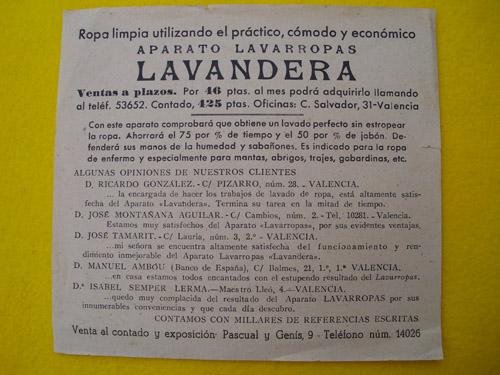 Ropa limpia utilizando el práctico, cómodo y económico
APARATO LAVARROPAS
LAVANDERA
Ventas a plazos. Por 46 ptas. al mes podrá adquirirlo llamando
al teléf. 53652. Contado, 425 ptas. Oficinas: C. Salvador, 31-Valencia
Con este aparato comprobará que obtiene un lavado perfecto sin estropear
la ropa. Ahorrará el 75 por % de tiempo y el 50 por % de jabón. De-
fenderá sus manos de la humedad y sabañones. Es indicado para la ropa
de enfermo y especialmente para mantas, abrigos, trajes, gabardinas, etc.
ALGUNAS OPINIONES DE NUESTROS CLIENTES
D. RICARDO GONZALEZ.- C/ PIZARRO, núm. 28. - VALENCIA.
...la encargada de hacer los trabajos de lavado de ropa, está altamente satis-
fecha del Aparato «Lavandera». Termina su tarea en la mitad de tiempo.
D. JOSÉ MONTAÑANA AGUILAR.- C/ Cambios, núm. 2.- Tel. 10281. - Valencia.
Estamos muy satisfechos del Aparato «Lavarropas», por sus evidentes ventajas.
D. JOSÉ TAMARIT. - C/ Lauria, núm. 3, 2.º - VALENCIA.
...mi señora se encuentra altamente satisfecha del funcionamiento y ren-
dimiento inmejorable del Aparato Lavarropas «Lavandera».
D. MANUEL AMBOU (Banco de España), C/ Balmes, 21, 1.º, 1.ª VALENCIA.
...en casa estamos todos encantados con el estupendo resultado del Lavarropas.
D.ª ISABEL SEMPER LERMA.—Maestro Lleó, 4.—VALENCIA.
...quedo muy complacida del resultado del Aparato LAVARROPAS por sus
innumerables conveniencias y que cada día descubro.
CONTAMOS CON MILLARES DE REFERENCIAS ESCRITAS
Venta al contado y exposición Pascual y Genís, 9 - Teléfono núm. 14026